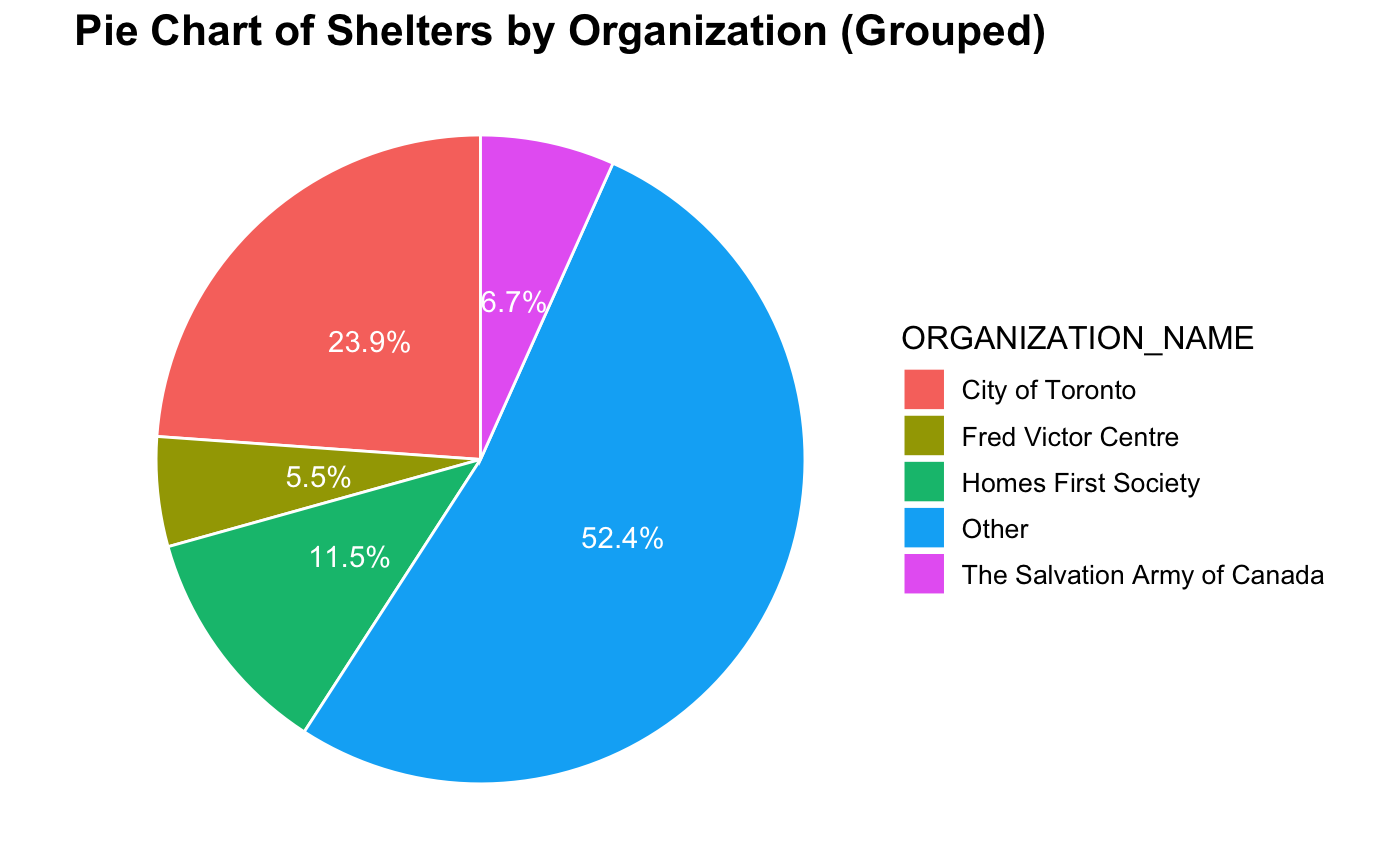 Pie Chart of Shelters by Organization (Grouped)
6.7%
23.9%
5.5%
11.5%
52.4%
ORGANIZATION_NAME
City of Toronto
Fred Victor Centre
Homes First Society
Other
The Salvation Army of Canada